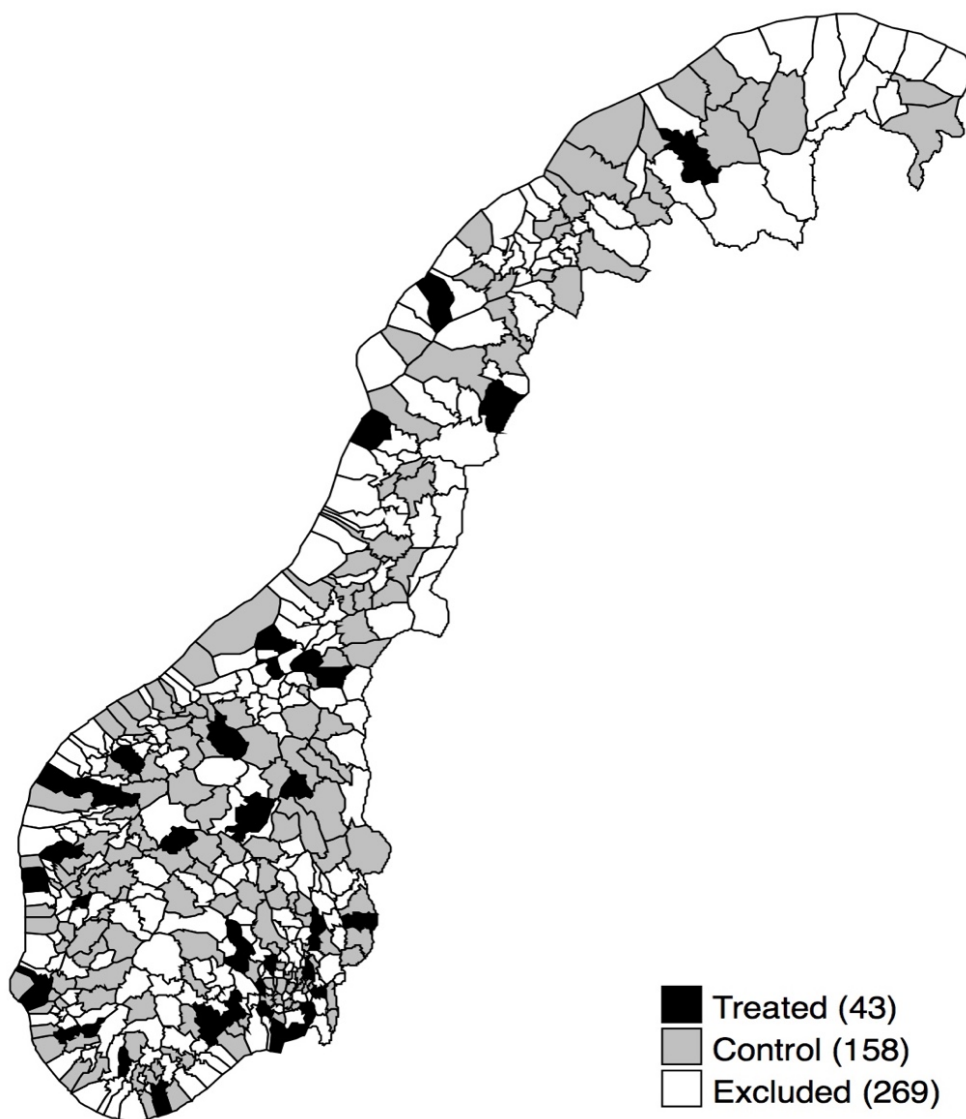 Treated (43)
Control (158)
Excluded (269)